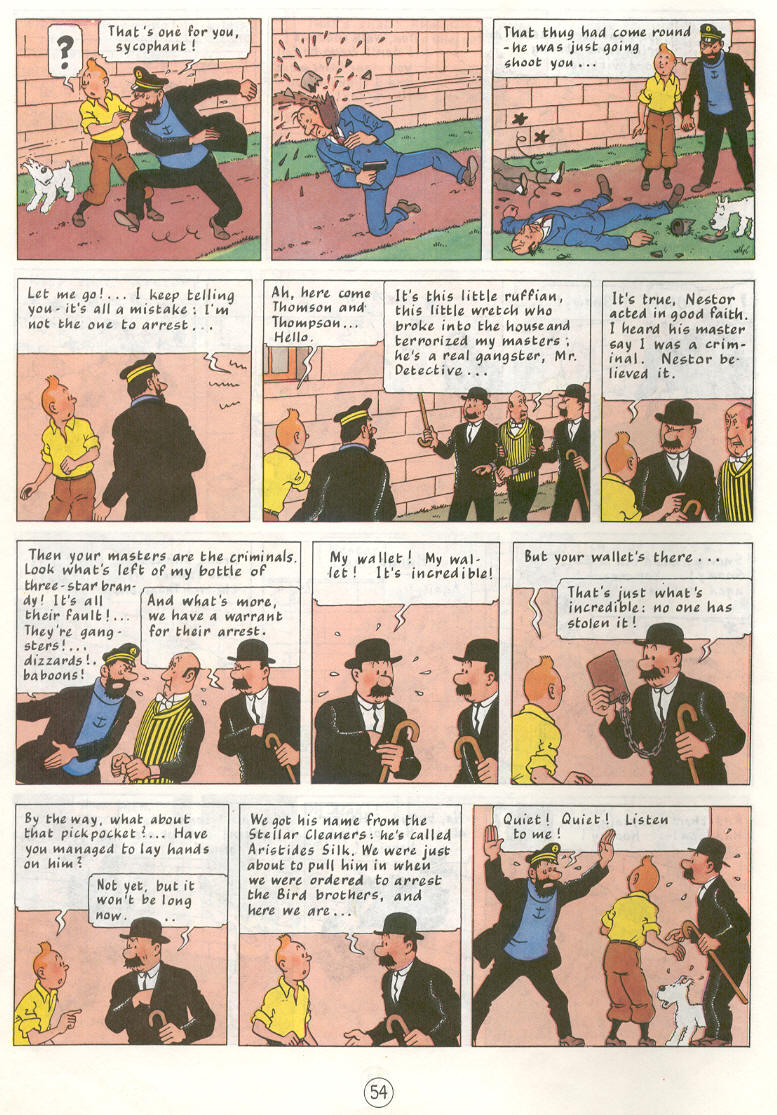 ?
That's one for you,
sycophant!
That thug had come round
-he was just going
shoot you...
Let me go!... I keep telling
you-it's all a mistake: I'm
not the one to arrest...
Ah, here come
Thomson and
Thompson...
Hello.
It's this little ruffian,
this little wretch who
broke into the house and
terrorized my masters;
he's a real gangster, Mr.
Detective...
It's true, Nestor
acted in good faith.
I heard his master
say I was a crim-
inal. Nestor be-
lieved it.
Then your masters are the criminals.
Look what's left of my bottle of
three-star bran-
dy! It's all
their fault!...
They're gang-
sters!...
dizzards!.
baboons!
And what's more,
we have a warrant
for their arrest.
My wallet! My wal-
let! It's incredible!
But your wallet's there...
That's just what's
incredible: no one has
stolen it!
By the way, what about
that pickpocket?... Have
you managed to lay hands
on him?
Not yet, but it
won't be long
now. ..
We got his name from the
Stellar Cleaners: he's called
Aristides Silk. We were just
about to pull him in when
we were ordered to arrest
the Bird brothers, and
here we are...
Quiet! Quiet! Listen
to me!
54